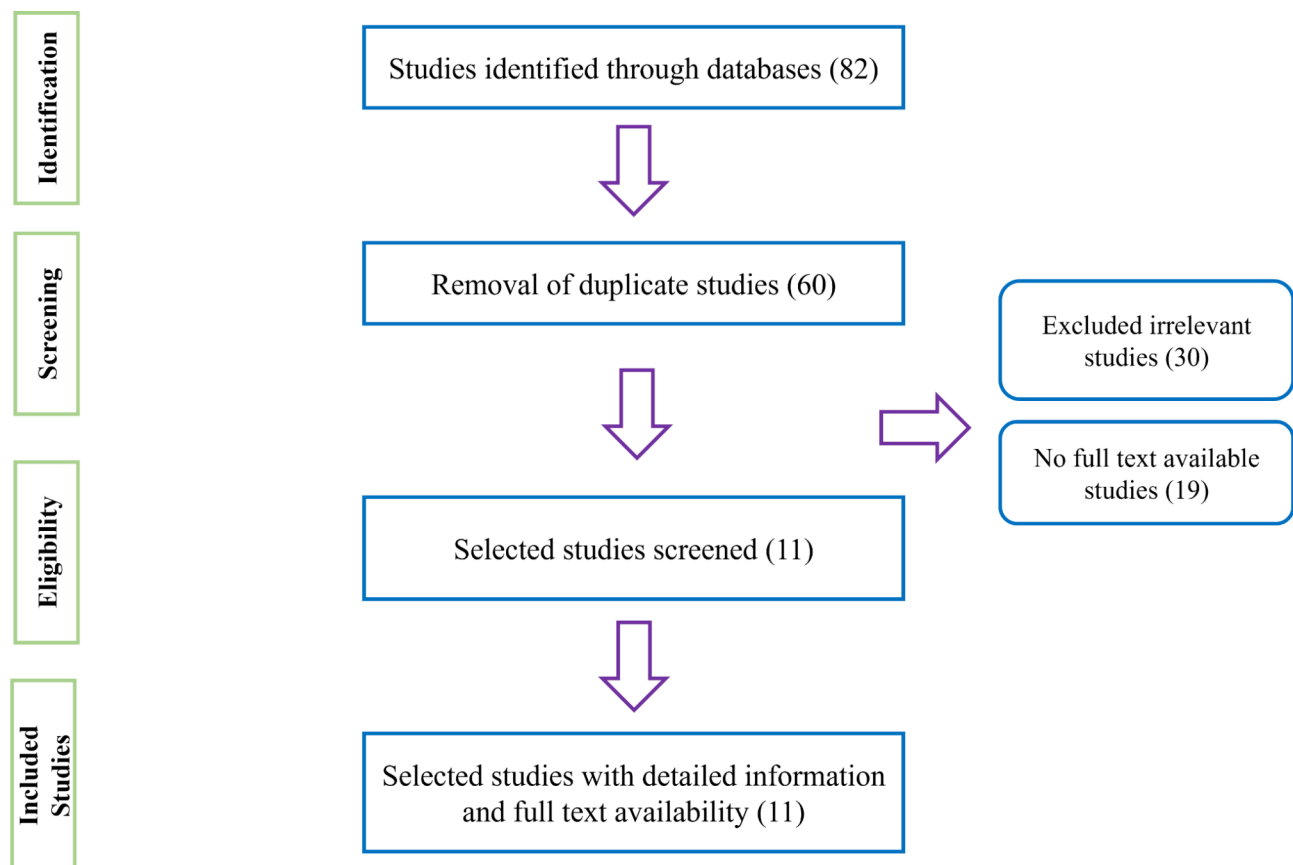 Identification
Studies identified through databases (82)
Screening
Removal of duplicate studies (60)
Excluded irrelevant
studies (30)
No full text available
studies (19)
Eligibility
Selected studies screened (11)
Included
Studies
Selected studies with detailed information
and full text availability (11)